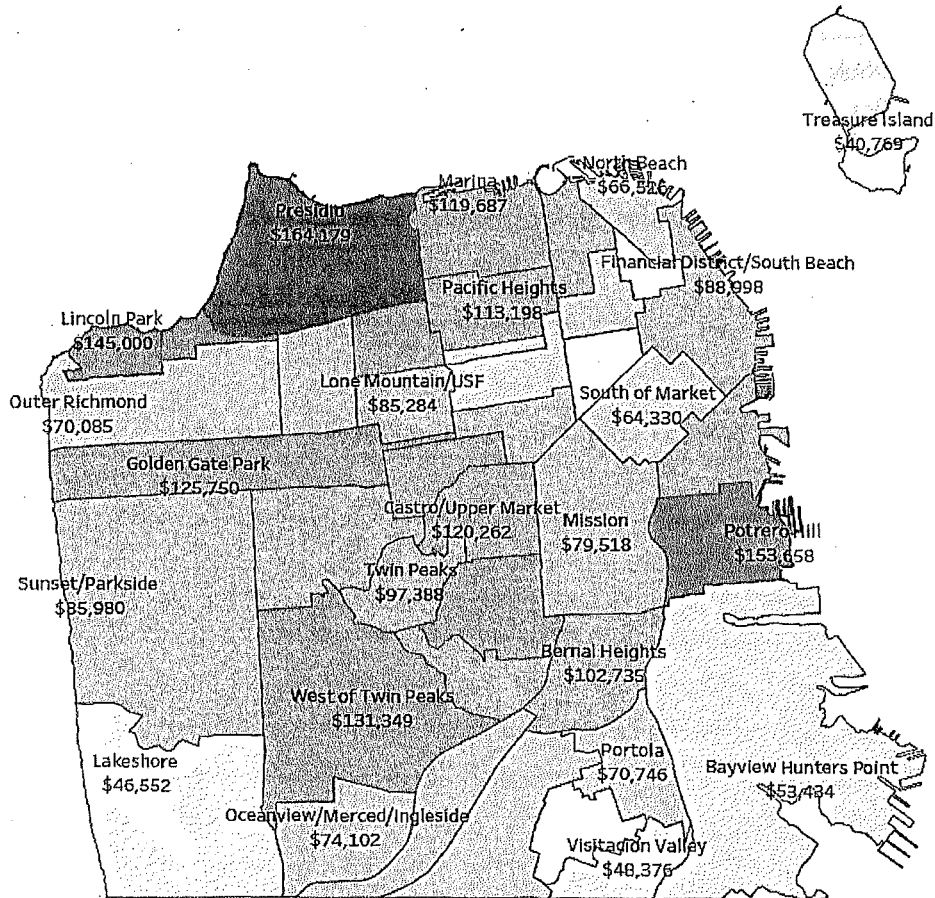 Treasure Island
$40,769
North Beach
$66,526
Marina
$119,687
Presidio
$164,179
Financial District/South Beach
$88,998
Pacific Heights
$113,198
Lincoln Park
$145,000
Lone Mountain/USF
$85,284
South of Market
$64,330
Outer Richmond
$70,085
Golden Gate Park
$125,750
Castro/Upper Market
$120,262
Mission
$79,518
Potrero Hill
$153,658
Twin Peaks
$97,388
Sunset/Parkside
$85,980
Bernal Heights
$102,735
West of Twin Peaks
$131,349
Lakeshore
$46,552
Portola
$70,746
Bayview Hunters Point
$53,434
Oceanview/Merced/Ingleside
$74,102
Visitacion Valley
$48,376